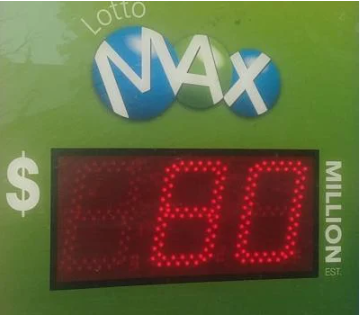 Lotto
MAX
$ 80 MILLION
EST.